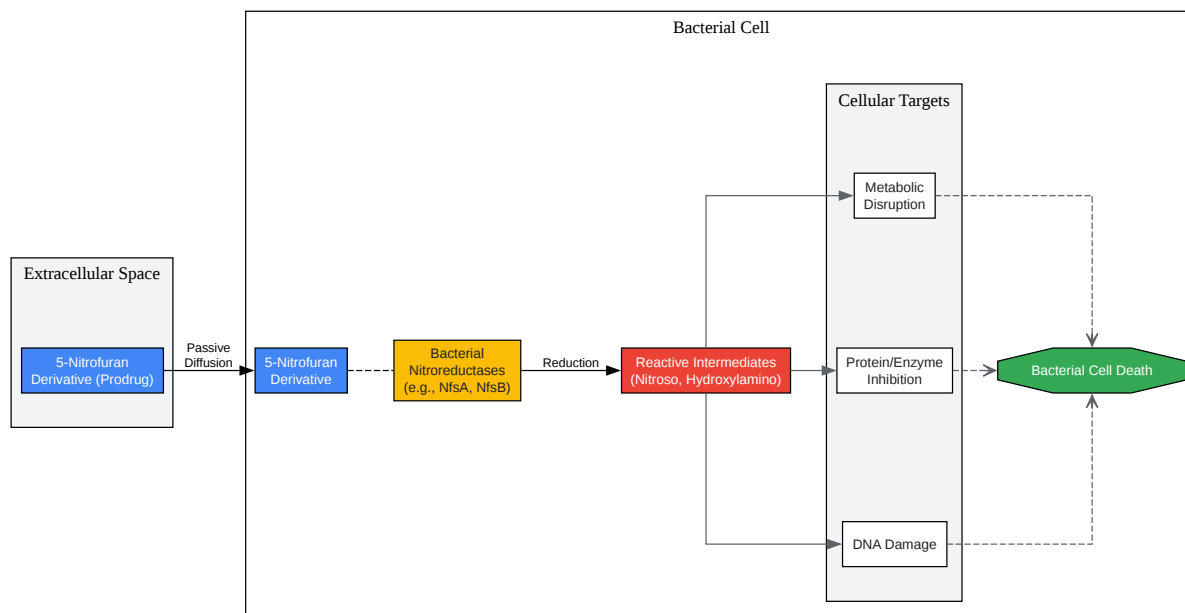 Bacterial Cell
Cellular Targets
Metabolic
Disruption
Extracellular Space
5-Nitrofuran
Derivative (Prodrug)
Passive
Diffusion
5-Nitrofuran
Derivative
Bacterial
Nitroreductases
(e.g., NfsA, NfsB)
Reduction
Reactive Intermediates
(Nitroso, Hydroxylamino)
Protein/Enzyme
Inhibition
Bacterial Cell Death
DNA Damage